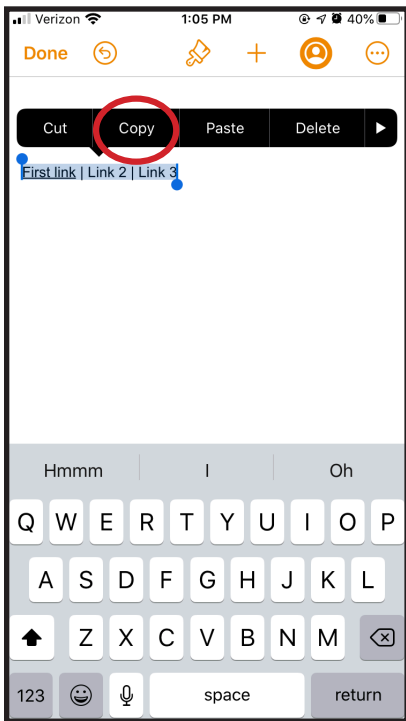 Verizon 1:05 PM 40%
Done
Cut Copy Paste Delete
First link | Link 2 | Link 3
Hmmm I Oh
Q W E R T Y U I O P
A S D F G H J K L
Z X C V B N M
123 space return